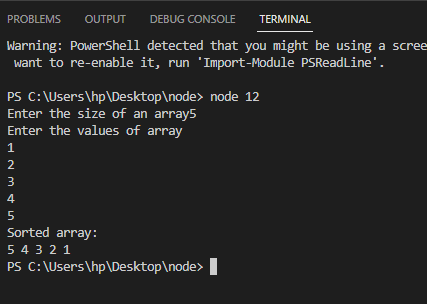 PROBLEMS OUTPUT DEBUG CONSOLE TERMINAL
Warning: PowerShell detected that you might be using a
want to re-enable it, run 'Import-Module PSReadLine'.
PS C:\Users\hp\Desktop\node> node 12
Enter the size of an array5
Enter the values of array
1
2
3
4
5
Sorted array:
5 4 3 2 1
PS C:\Users\hp\Desktop\node>